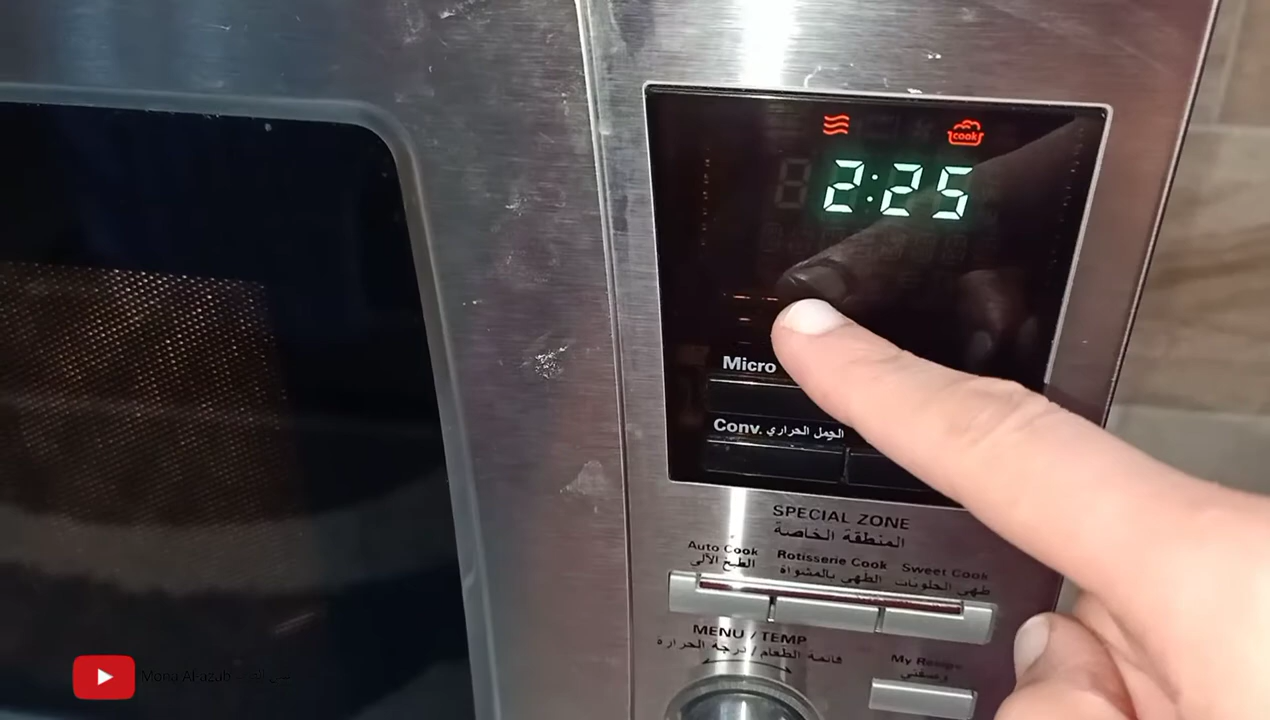 cook
2:25
Micro
Conv. الحمل الحراري
SPECIAL ZONE
المنطقة الخاصة
Auto Cook
الطبخ الآلي
Rotisserie Cook
الطهي بالمشواة
Sweet Cook
طهي الحلويات
MENU / TEMP
قائمة الطعام / درجة الحرارة
My Recipe
وصفتي
Monu Al-azab